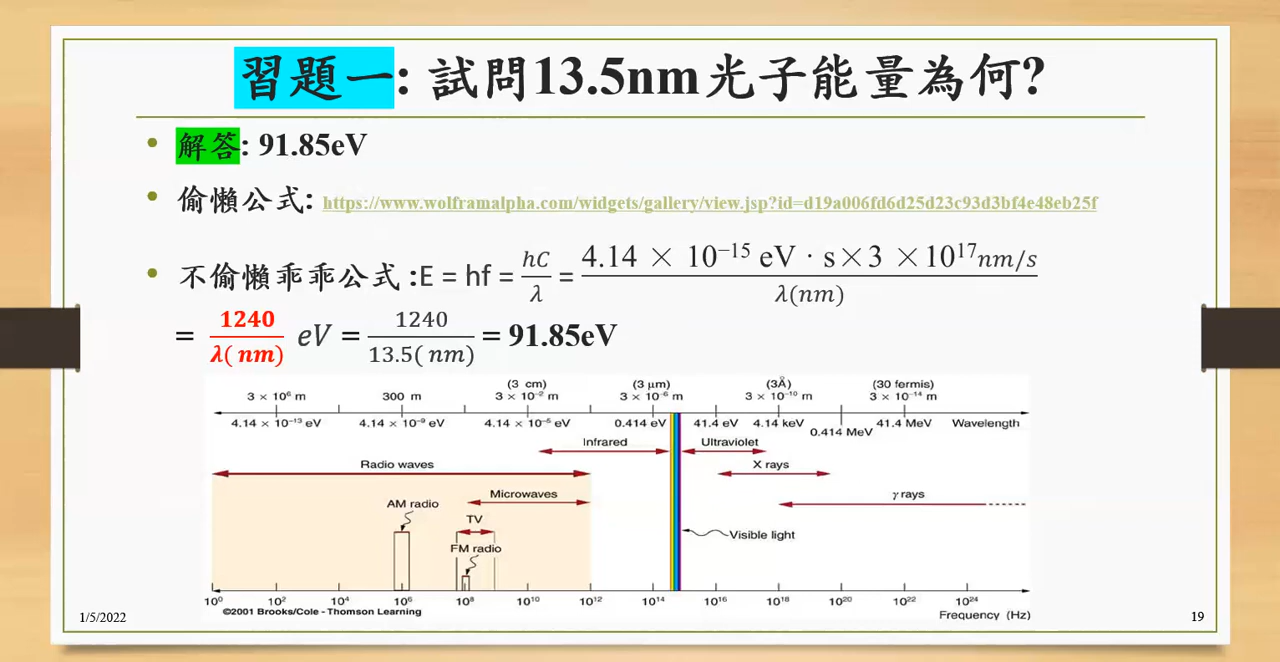 習題一: 試問13.5nm光子能量為何?
• 解答: 91.85eV
• 偷懶公式: https://www.wolframalpha.com/widgets/gallery/view.jsp?id=d19a006fd6d25d23c93d3bf4e48eb25f
• 不偷懶乖乖公式 :E = hf = hC/λ = 4.14 × 10⁻¹⁵ eV · s×3 ×10¹⁷nm/s / λ(nm)
= 1240/λ( nm) eV = 1240/13.5( nm) = 91.85eV
(3 cm) (3 μm) (3Å) (30 fermis)
3 × 10⁶ m 300 m 3 × 10⁻² m 3 × 10⁻⁶ m 3 × 10⁻¹⁰ m 3 × 10⁻¹⁴ m
4.14 × 10⁻¹³ eV 4.14 × 10⁻⁹ eV 4.14 × 10⁻⁵ eV 0.414 eV 41.4 eV 4.14 keV 0.414 MeV 41.4 MeV Wavelength
Infrared Ultraviolet
Radio waves X rays
Microwaves γ rays
AM radio
TV
Visible light
FM radio
10⁰ 10² 10⁴ 10⁶ 10⁸ 10¹⁰ 10¹² 10¹⁴ 10¹⁶ 10¹⁸ 10²⁰ 10²² 10²⁴
©2001 Brooks/Cole - Thomson Learning Frequency (Hz)
1/5/2022 19